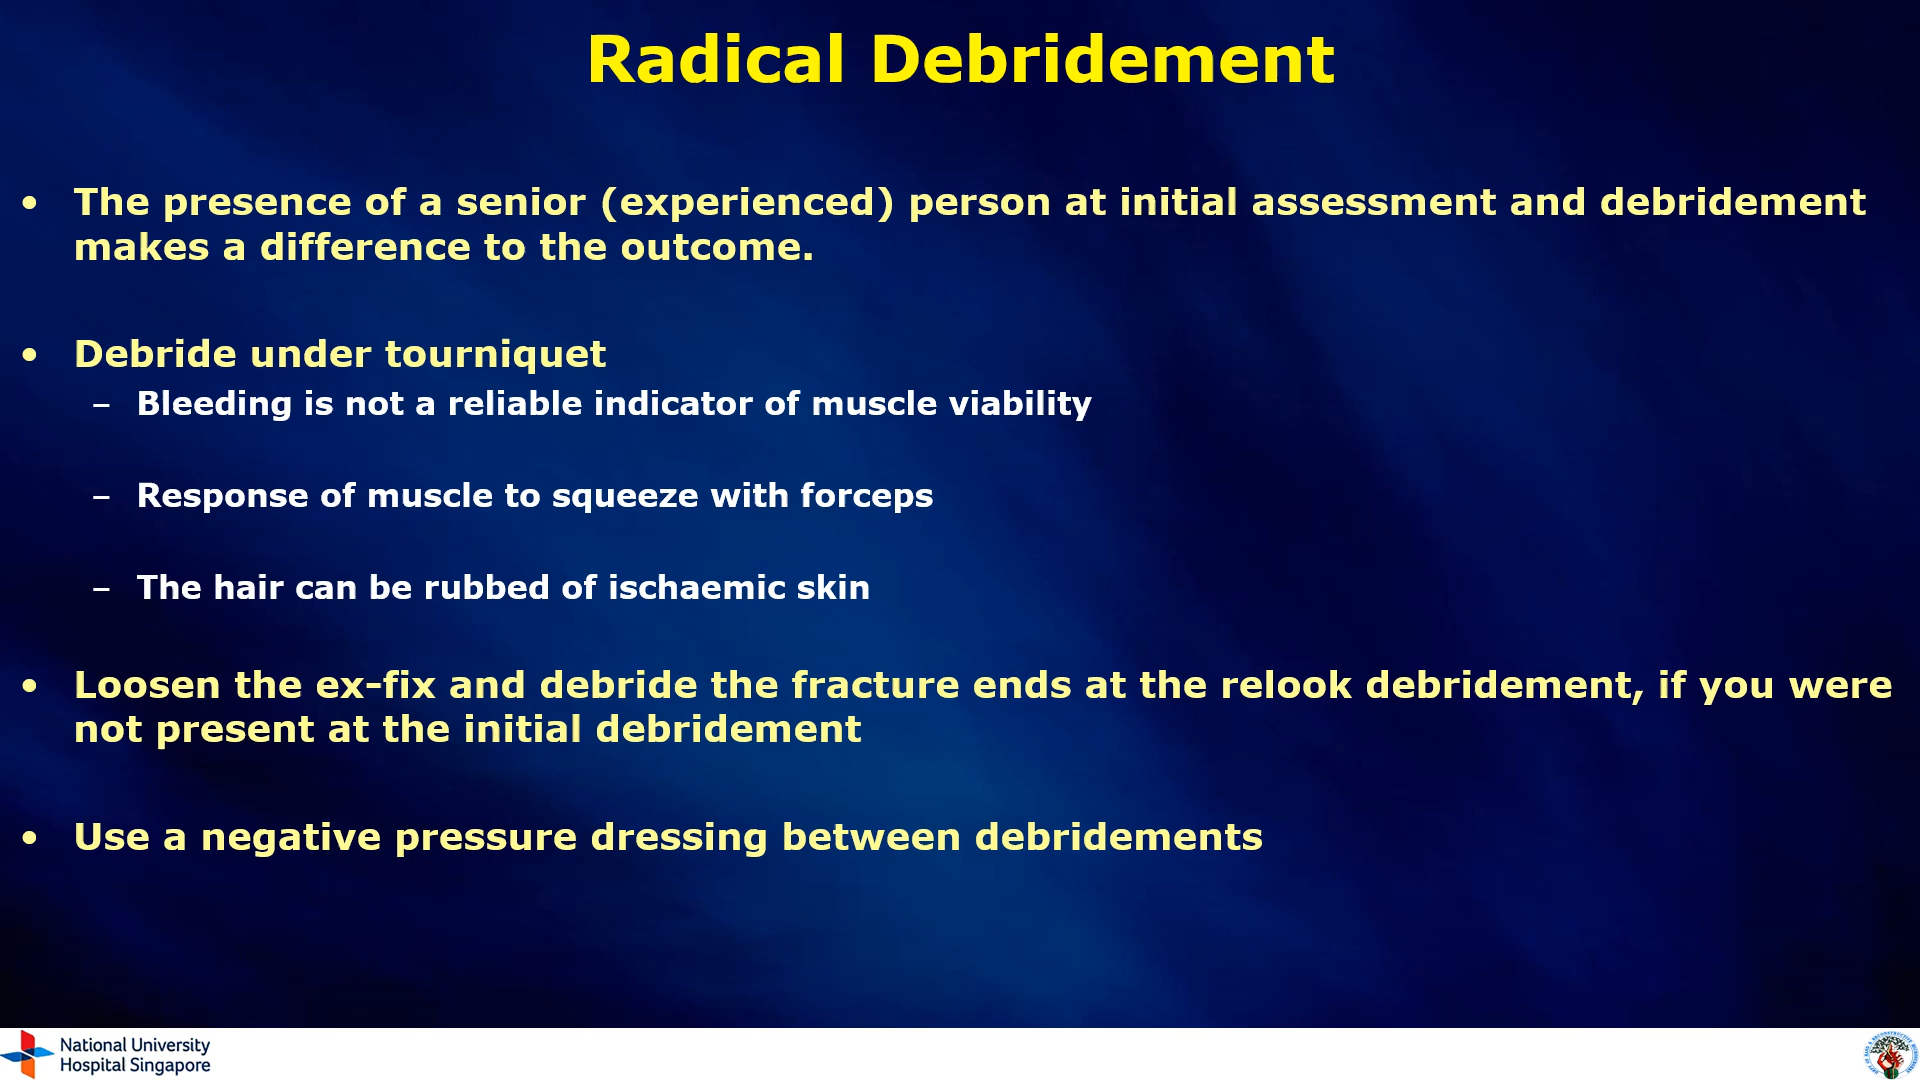 Radical Debridement
• The presence of a senior (experienced) person at initial assessment and debridement
makes a difference to the outcome.
• Debride under tourniquet
– Bleeding is not a reliable indicator of muscle viability
– Response of muscle to squeeze with forceps
– The hair can be rubbed of ischaemic skin
• Loosen the ex-fix and debride the fracture ends at the relook debridement, if you were
not present at the initial debridement
• Use a negative pressure dressing between debridements
National University
Hospital Singapore